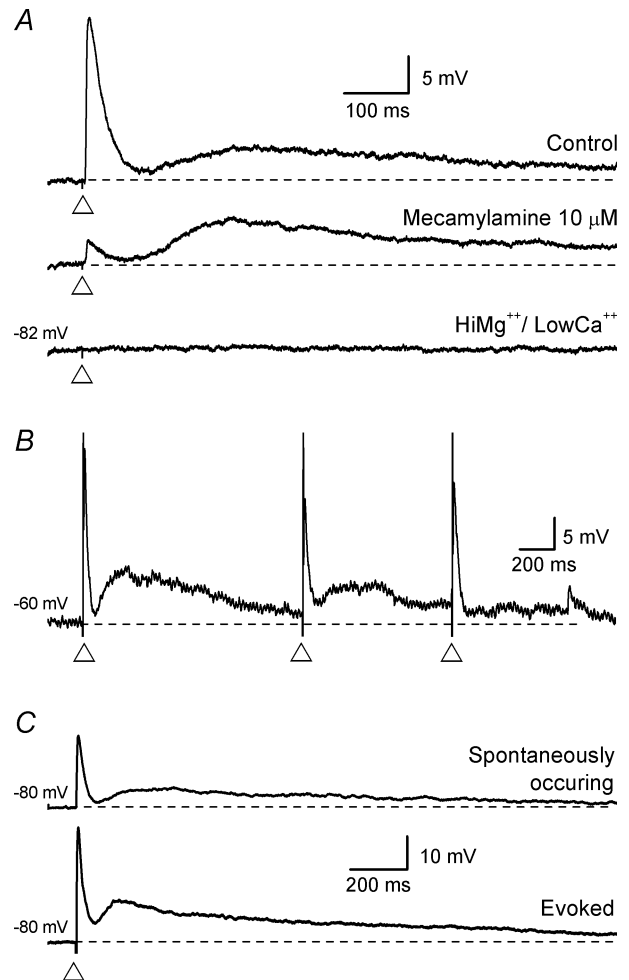 A
5 mV
100 ms
Control
Mecamylamine 10 μM
-82 mV
HiMg⁺⁺/ LowCa⁺⁺
B
5 mV
200 ms
-60 mV
C
Spontaneously
occuring
-80 mV
10 mV
200 ms
Evoked
-80 mV